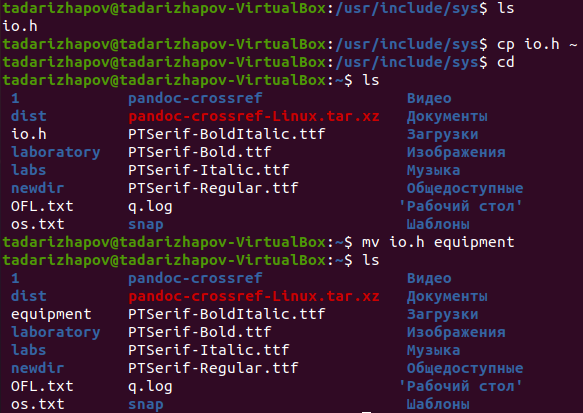 tadarizhapov@tadarizhapov-VirtualBox:/usr/include/sys$ ls
io.h
tadarizhapov@tadarizhapov-VirtualBox:/usr/include/sys$ cp io.h ~
tadarizhapov@tadarizhapov-VirtualBox:/usr/include/sys$ cd
tadarizhapov@tadarizhapov-VirtualBox:~$ ls
1 pandoc-crossref Видео
dist pandoc-crossref-Linux.tar.xz Документы
io.h PTSerif-BoldItalic.ttf Загрузки
laboratory PTSerif-Bold.ttf Изображения
labs PTSerif-Italic.ttf Музыка
newdir PTSerif-Regular.ttf Общедоступные
OFL.txt q.log 'Рабочий стол'
os.txt snap Шаблоны
tadarizhapov@tadarizhapov-VirtualBox:~$ mv io.h equipment
tadarizhapov@tadarizhapov-VirtualBox:~$ ls
1 pandoc-crossref Видео
dist pandoc-crossref-Linux.tar.xz Документы
equipment PTSerif-BoldItalic.ttf Загрузки
laboratory PTSerif-Bold.ttf Изображения
labs PTSerif-Italic.ttf Музыка
newdir PTSerif-Regular.ttf Общедоступные
OFL.txt q.log 'Рабочий стол'
os.txt snap Шаблоны